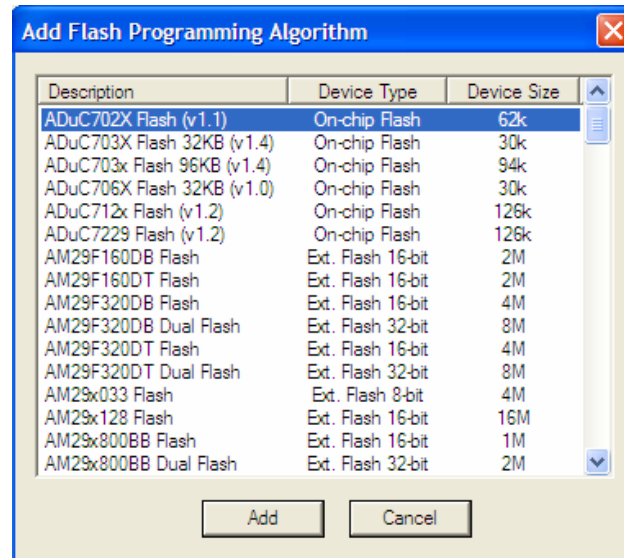 Add Flash Programming Algorithm
Description Device Type Device Size
ADuC702X Flash (v1.1) On-chip Flash 62k
ADuC703X Flash 32KB (v1.4) On-chip Flash 30k
ADuC703x Flash 96KB (v1.4) On-chip Flash 94k
ADuC706X Flash 32KB (v1.0) On-chip Flash 30k
ADuC712x Flash (v1.2) On-chip Flash 126k
ADuC7229 Flash (v1.2) On-chip Flash 126k
AM29F160DB Flash Ext. Flash 16-bit 2M
AM29F160DT Flash Ext. Flash 16-bit 2M
AM29F320DB Flash Ext. Flash 16-bit 4M
AM29F320DB Dual Flash Ext. Flash 32-bit 8M
AM29F320DT Flash Ext. Flash 16-bit 4M
AM29F320DT Dual Flash Ext. Flash 32-bit 8M
AM29x033 Flash Ext. Flash 8-bit 4M
AM29x128 Flash Ext. Flash 16-bit 16M
AM29x800BB Flash Ext. Flash 16-bit 1M
AM29x800BB Dual Flash Ext. Flash 32-bit 2M
Add Cancel